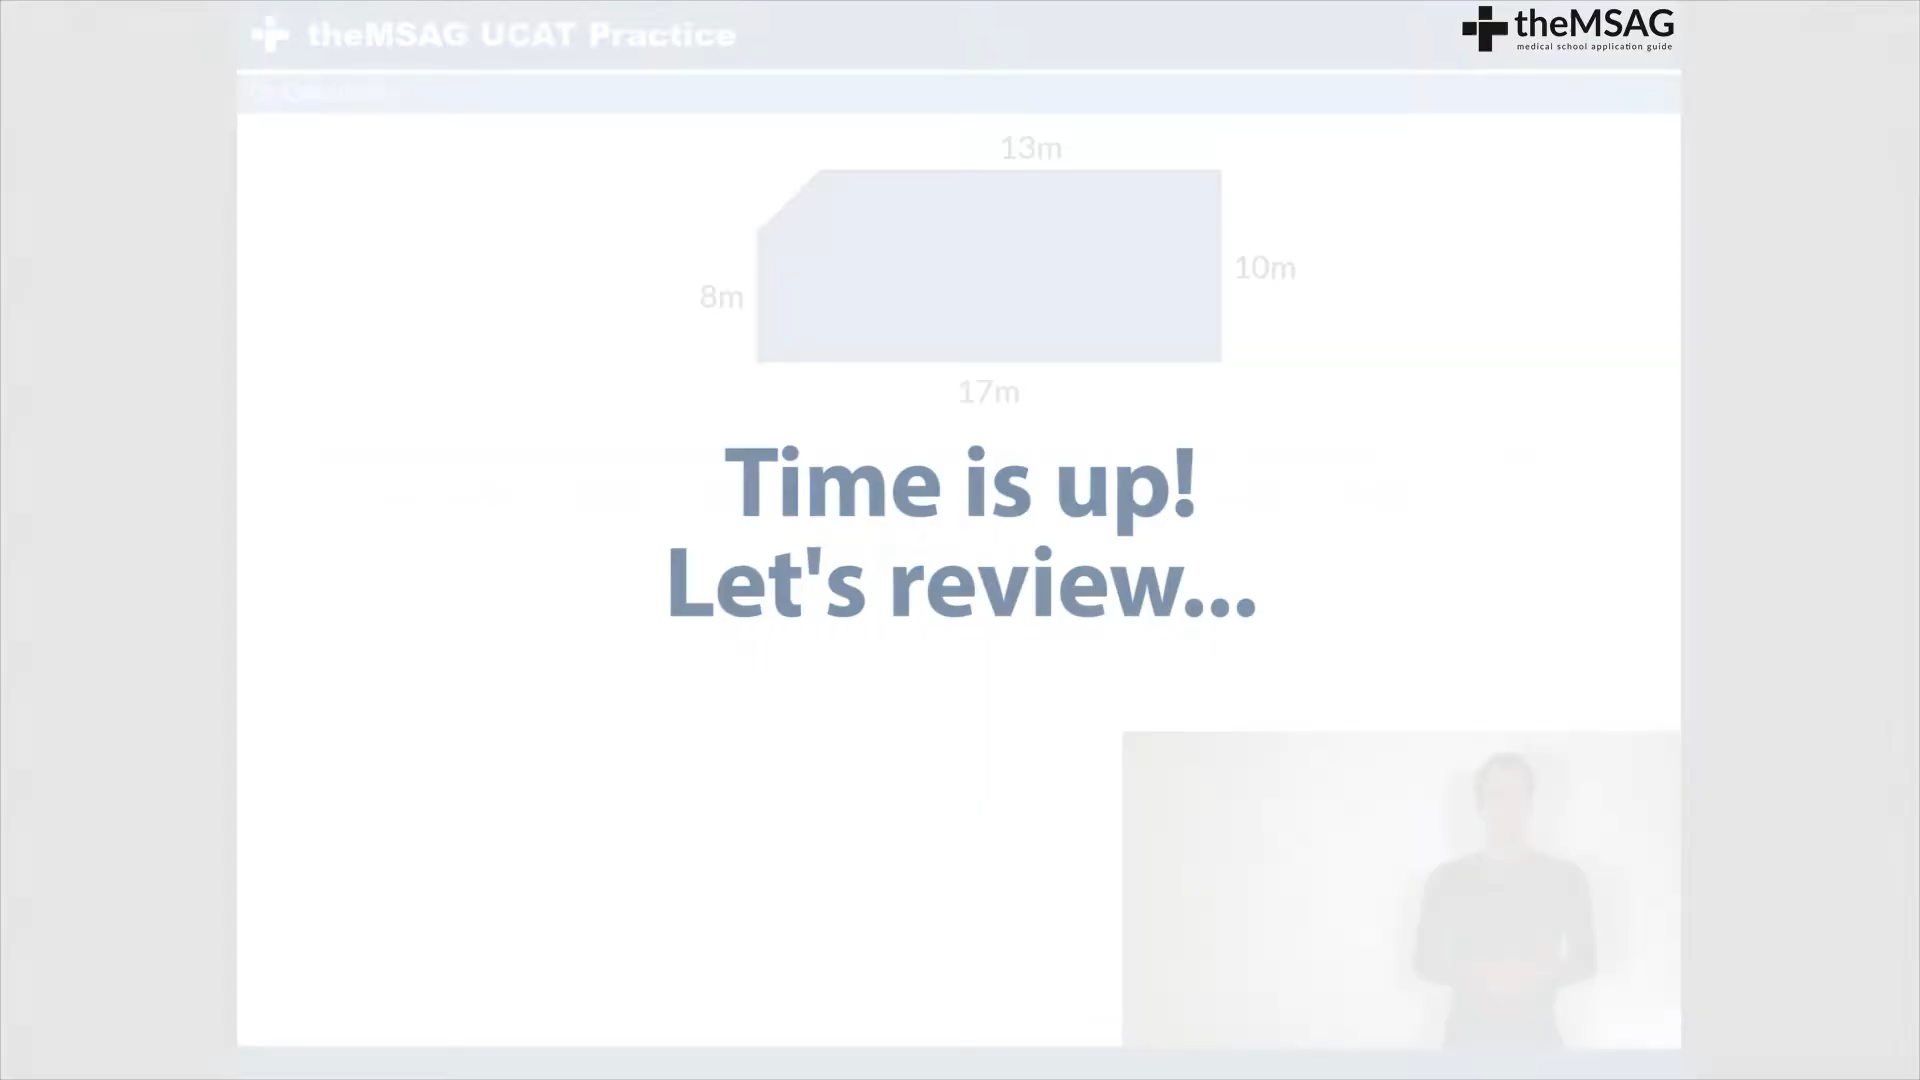 theMSAG UCAT Practice
theMSAG
medical school application guide
13m
10m
8m
17m
Time is up!
Let's review...